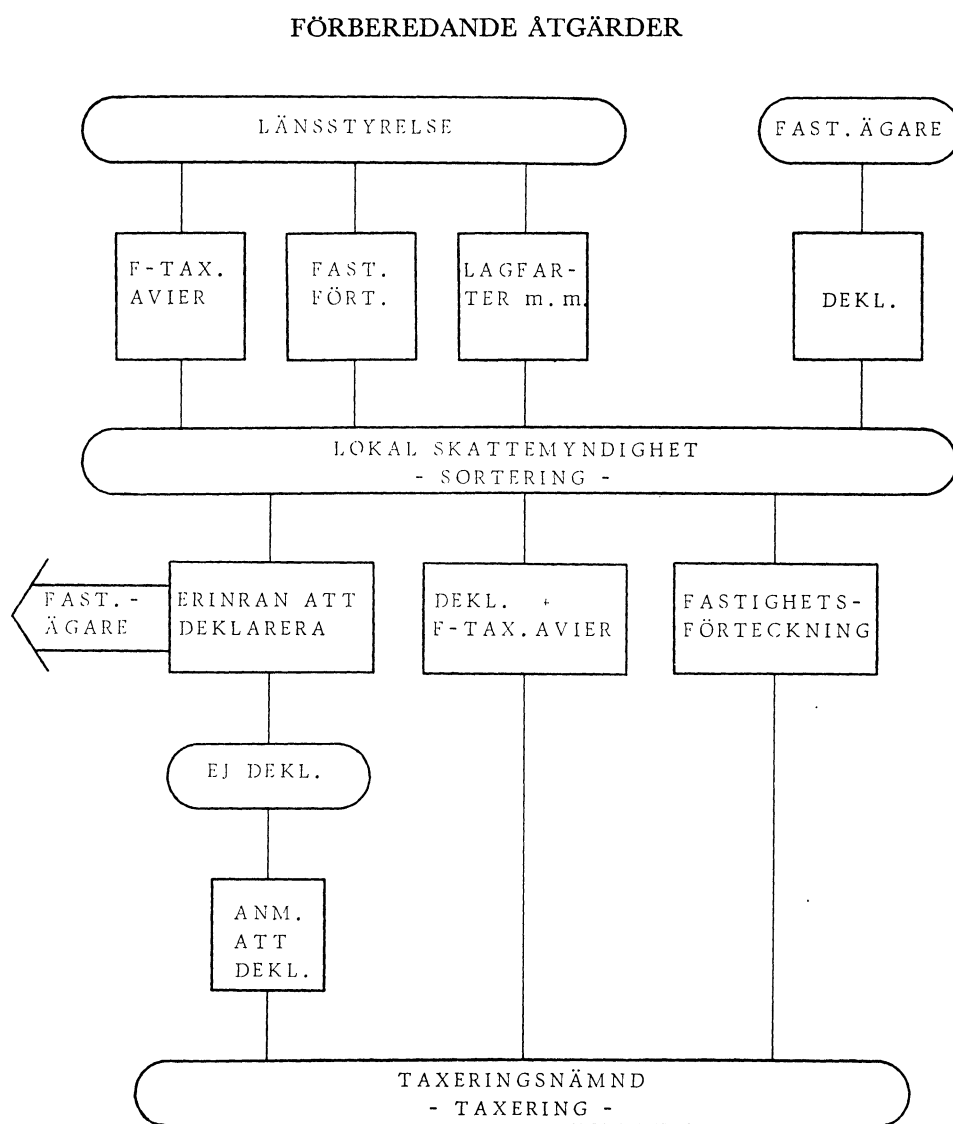 FÖRBEREDANDE ÅTGÄRDER
LÄNSSTYRELSE
FAST.ÄGARE
F-TAX.
AVIER
FAST.
FÖRT.
LAGFAR-
TER m.m.
DEKL.
LOKAL SKATTEMYNDIGHET
- SORTERING -
FAST.-
ÄGARE
ERINRAN ATT
DEKLARERA
DEKL. +
F-TAX.AVIER
FASTIGHETS-
FÖRTECKNING
EJ DEKL.
ANM.
ATT
DEKL.
TAXERINGSNÄMND
- TAXERING -